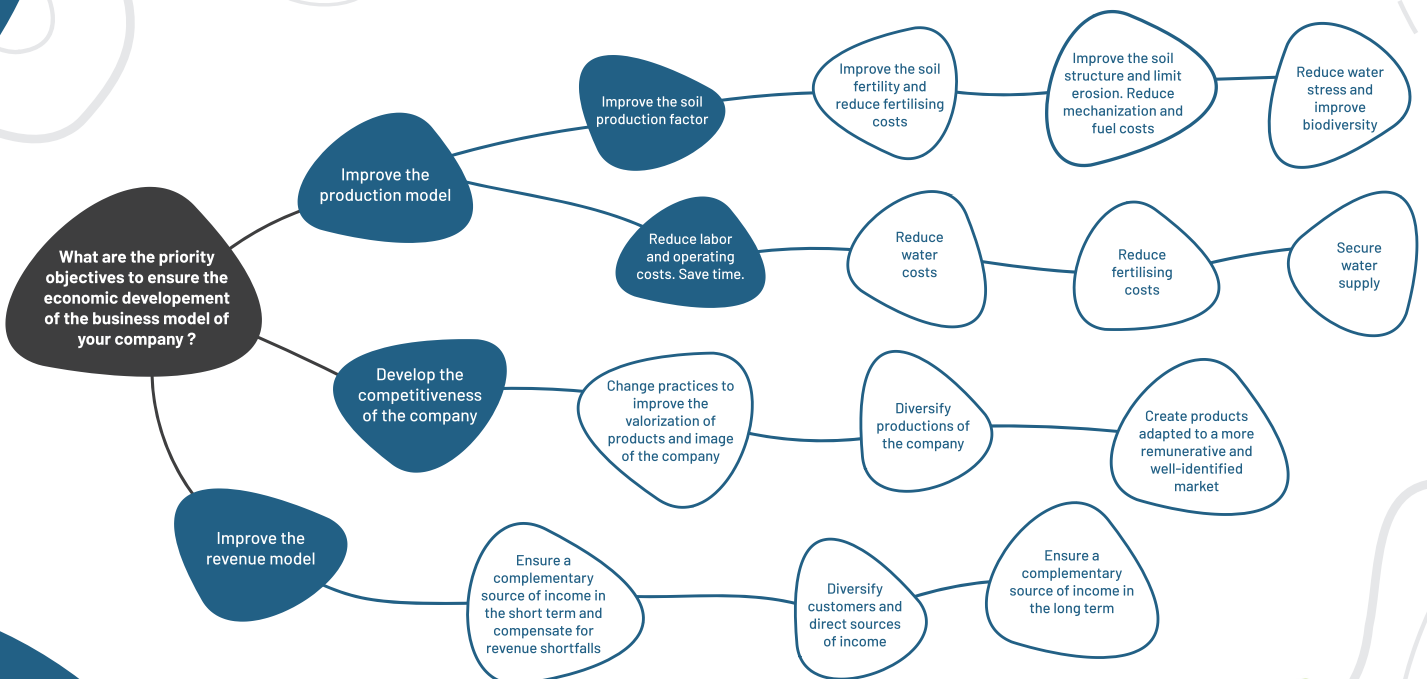 What are the priority
objectives to ensure the
economic developement
of the business model of
your company ?
Improve the
production model
Improve the soil
production factor
Improve the soil
fertility and
reduce fertilising
costs
Improve the soil
structure and limit
erosion. Reduce
mechanization and
fuel costs
Reduce water
stress and
improve
biodiversity
Reduce labor
and operating
costs. Save time.
Reduce
water
costs
Reduce
fertilising
costs
Secure
water
supply
Develop the
competitiveness
of the company
Change practices to
improve the
valorization of
products and image
of the company
Diversify
productions of
the company
Create products
adapted to a more
remunerative and
well-identified
market
Improve the
revenue model
Ensure a
complementary
source of income in
the short term and
compensate for
revenue shortfalls
Diversify
customers and
direct sources
of income
Ensure a
complementary
source of income in
the long term